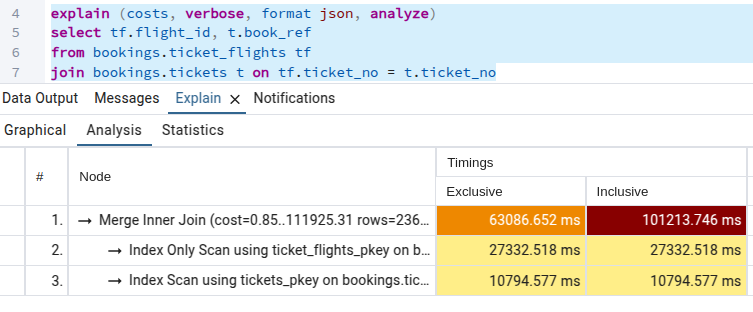 4 explain (costs, verbose, format json, analyze)
5 select tf.flight_id, t.book_ref
6 from bookings.ticket_flights tf
7 join bookings.tickets t on tf.ticket_no = t.ticket_no
Data Output Messages Explain × Notifications
Graphical Analysis Statistics
# Node Timings
Exclusive Inclusive
1. → Merge Inner Join (cost=0.85..111925.31 rows=236... 63086.652 ms 101213.746 ms
2. → Index Only Scan using ticket_flights_pkey on b... 27332.518 ms 27332.518 ms
3. → Index Scan using tickets_pkey on bookings.tic... 10794.577 ms 10794.577 ms